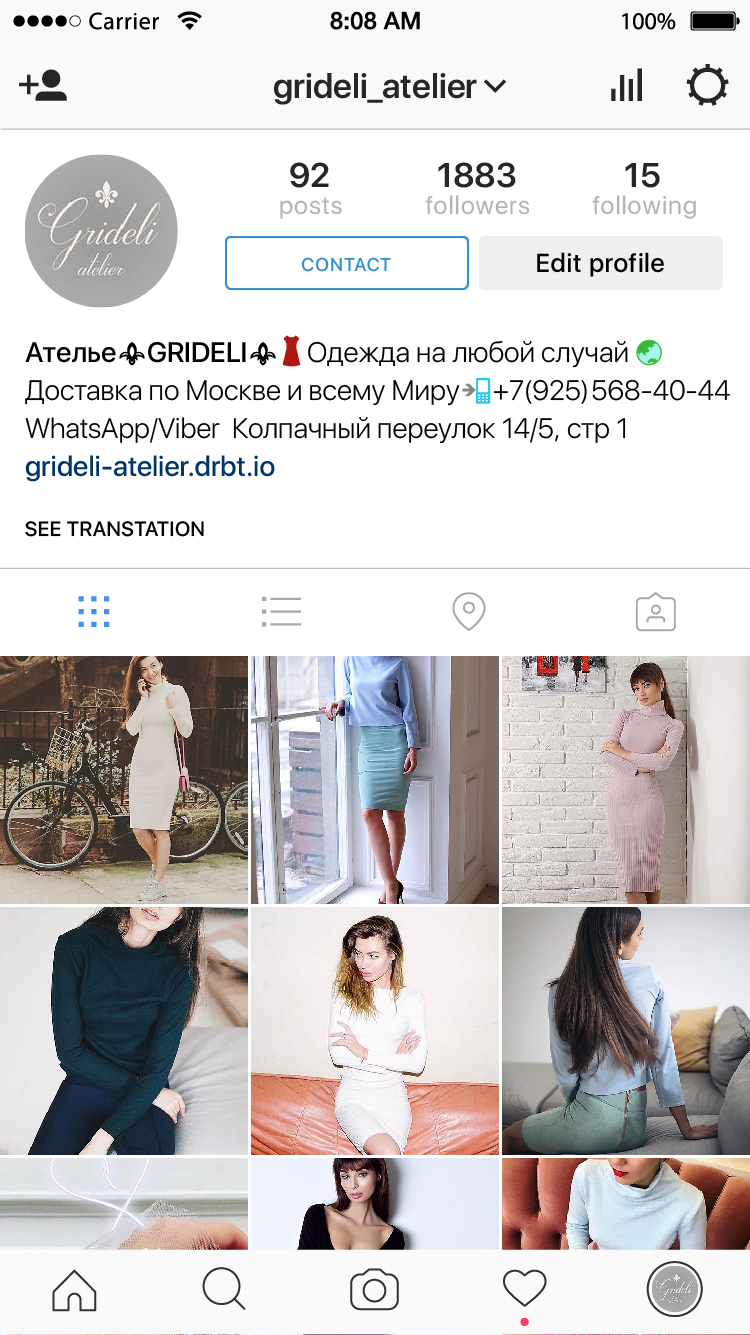 Carrier 8:08 AM 100%
grideli_atelier
92 1883 15
posts followers following
Grideli
atelier
CONTACT Edit profile
Ателье⚜GRIDELI⚜Одежда на любой случай
Доставка по Москве и всему Миру📲+7(925)568-40-44
WhatsApp/Viber Колпачный переулок 14/5, стр 1
grideli-atelier.drbt.io
SEE TRANSTATION
Grideli